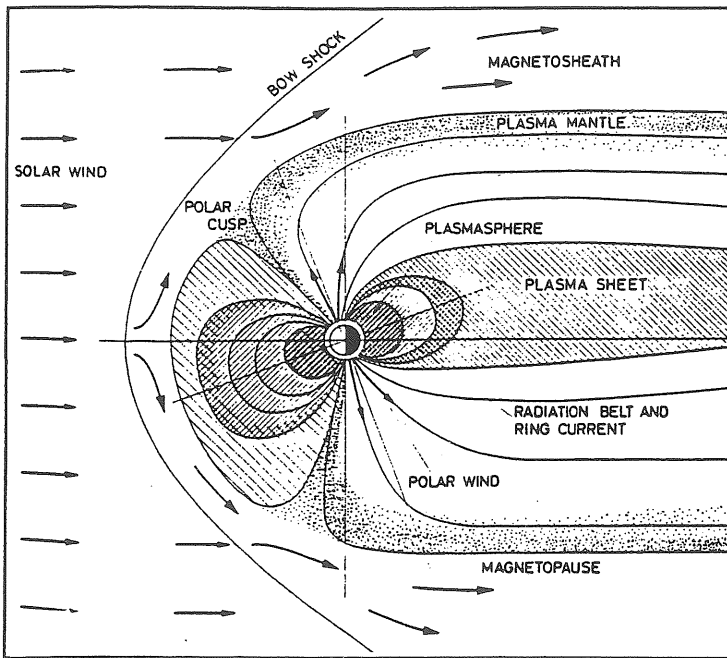 BOW SHOCK
MAGNETOSHEATH
PLASMA MANTLE
SOLAR WIND
POLAR
CUSP
PLASMASPHERE
PLASMA SHEET
RADIATION BELT AND
RING CURRENT
POLAR WIND
MAGNETOPAUSE